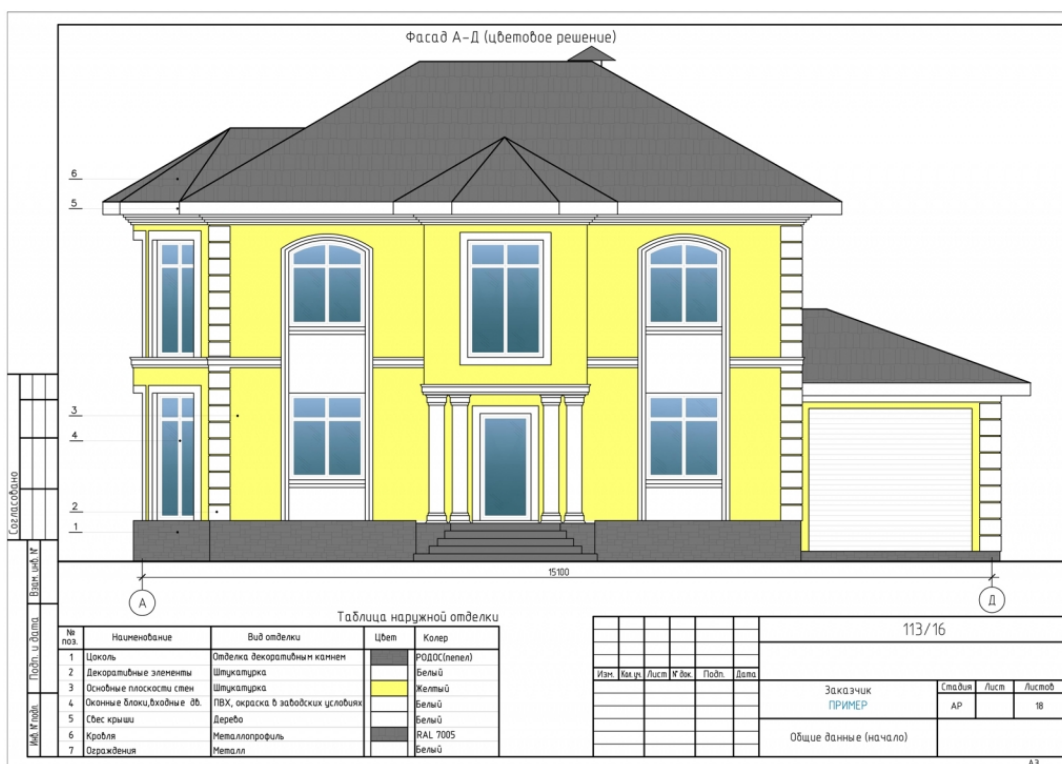 Фасад А-Д (цветовое решение)
6
5
3
4
2
1
15100
А
Д
Согласовано
Взам. инв. №
Подп. и дата
Инв. № подл.
Таблица наружной отделки
№ поз. Наименование Вид отделки Цвет Колер
1 Цоколь Отделка декоративным камнем РОДОС(пепел)
2 Декоративные элементы Штукатурка Белый
3 Основные плоскости стен Штукатурка Желтый
4 Оконные блоки,входные дв. ПВХ, окраска в заводских условиях Белый
5 Свес крыши Дерево Белый
6 Кровля Металлопрофиль RAL 7005
7 Ограждения Металл Белый
113/16
Изм. Кол.уч. Лист № док. Подп. Дата
Заказчик
ПРИМЕР
Стадия Лист Листов
АР 18
Общие данные (начало)
А3